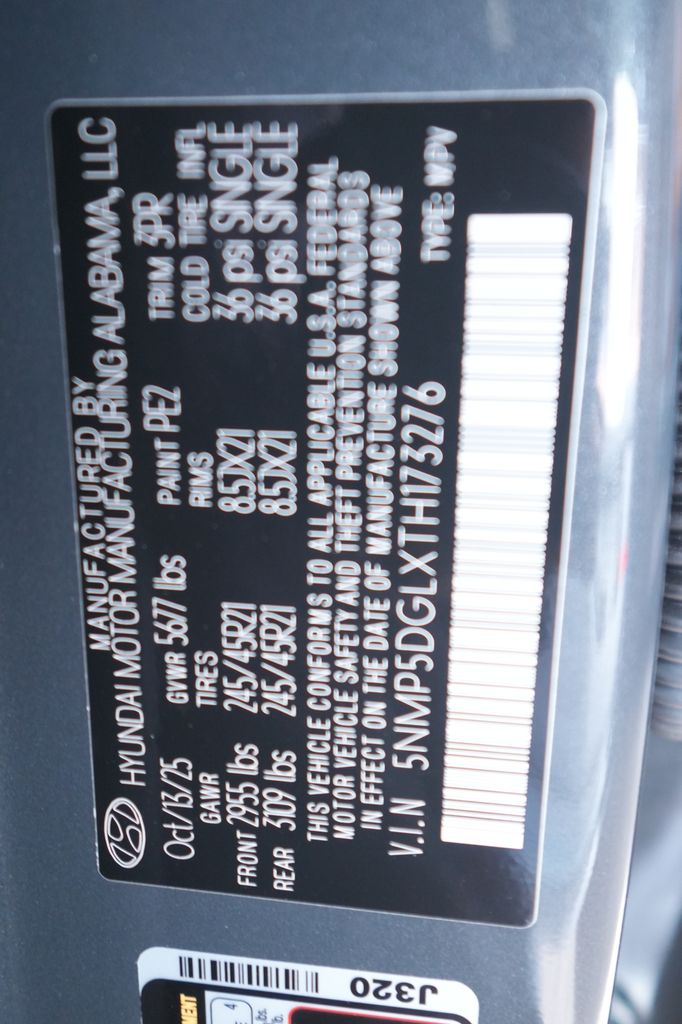 MANUFACTURED BY
HYUNDAI MOTOR MANUFACTURING ALABAMA, LLC
Oct/13/25 GVWR 5677 lbs PAINT PE2 TRIM 3PR
GAWR TIRES RIMS COLD TIRE INFL
FRONT 2955 lbs 245/45R21 8.5JX21 36 psi SINGLE
REAR 3109 lbs 245/45R21 8.5JX21 36 psi SINGLE
THIS VEHICLE CONFORMS TO ALL APPLICABLE U.S.A. FEDERAL
MOTOR VEHICLE SAFETY AND THEFT PREVENTION STANDARDS
IN EFFECT ON THE DATE OF MANUFACTURE SHOWN ABOVE
V.I.N 5NMP5DGLXTH173276 TYPE: MPV
J320
4
lbs.